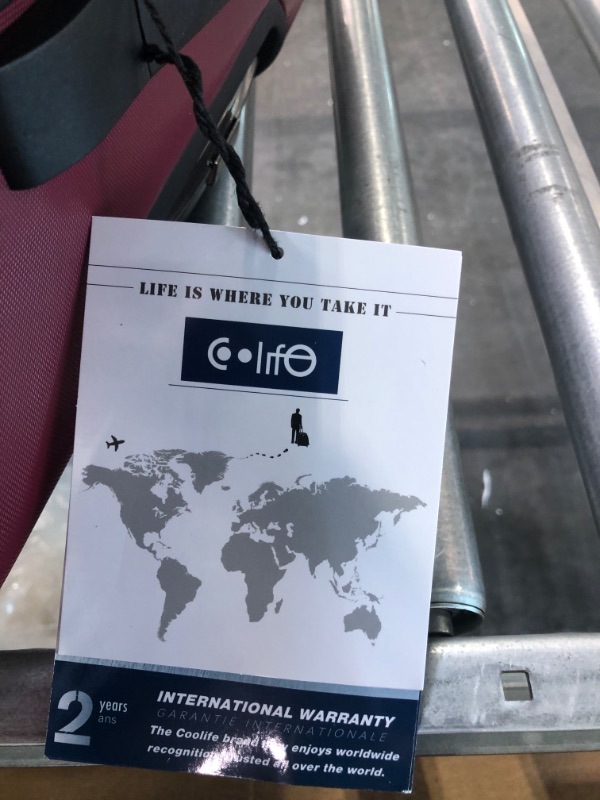 LIFE IS WHERE YOU TAKE IT
Coolife
2 years
ans
INTERNATIONAL WARRANTY
GARANTIE INTERNATIONALE
The Coolife brand enjoys worldwide
recognition trusted all over the world.